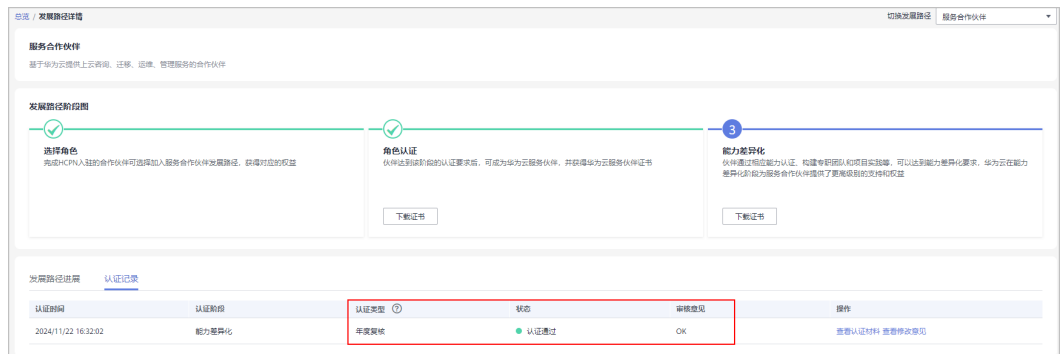 总览 / 发展路径详情
切换发展路径 服务合作伙伴
服务合作伙伴
基于华为云提供上云咨询、迁移、运维、管理服务的合作伙伴
发展路径阶段图
3
选择角色
完成HCPN入驻的合作伙伴可选择加入服务合作伙伴发展路径，获得对应的权益
角色认证
伙伴达到该阶段的认证要求后，可成为华为云服务伙伴，并获得华为云服务伙伴证书
下载证书
能力差异化
伙伴通过相应能力认证、构建专职团队和项目实践等，可以达到能力差异化要求，华为云在能力
差异化阶段为服务合作伙伴提供了更高级别的支持和权益
下载证书
发展路径进展 认证记录
认证时间 认证阶段 认证类型 ? 状态 审核意见 操作
2024/11/22 16:32:02 能力差异化 年度复核 认证通过 OK 查看认证材料 查看修改意见